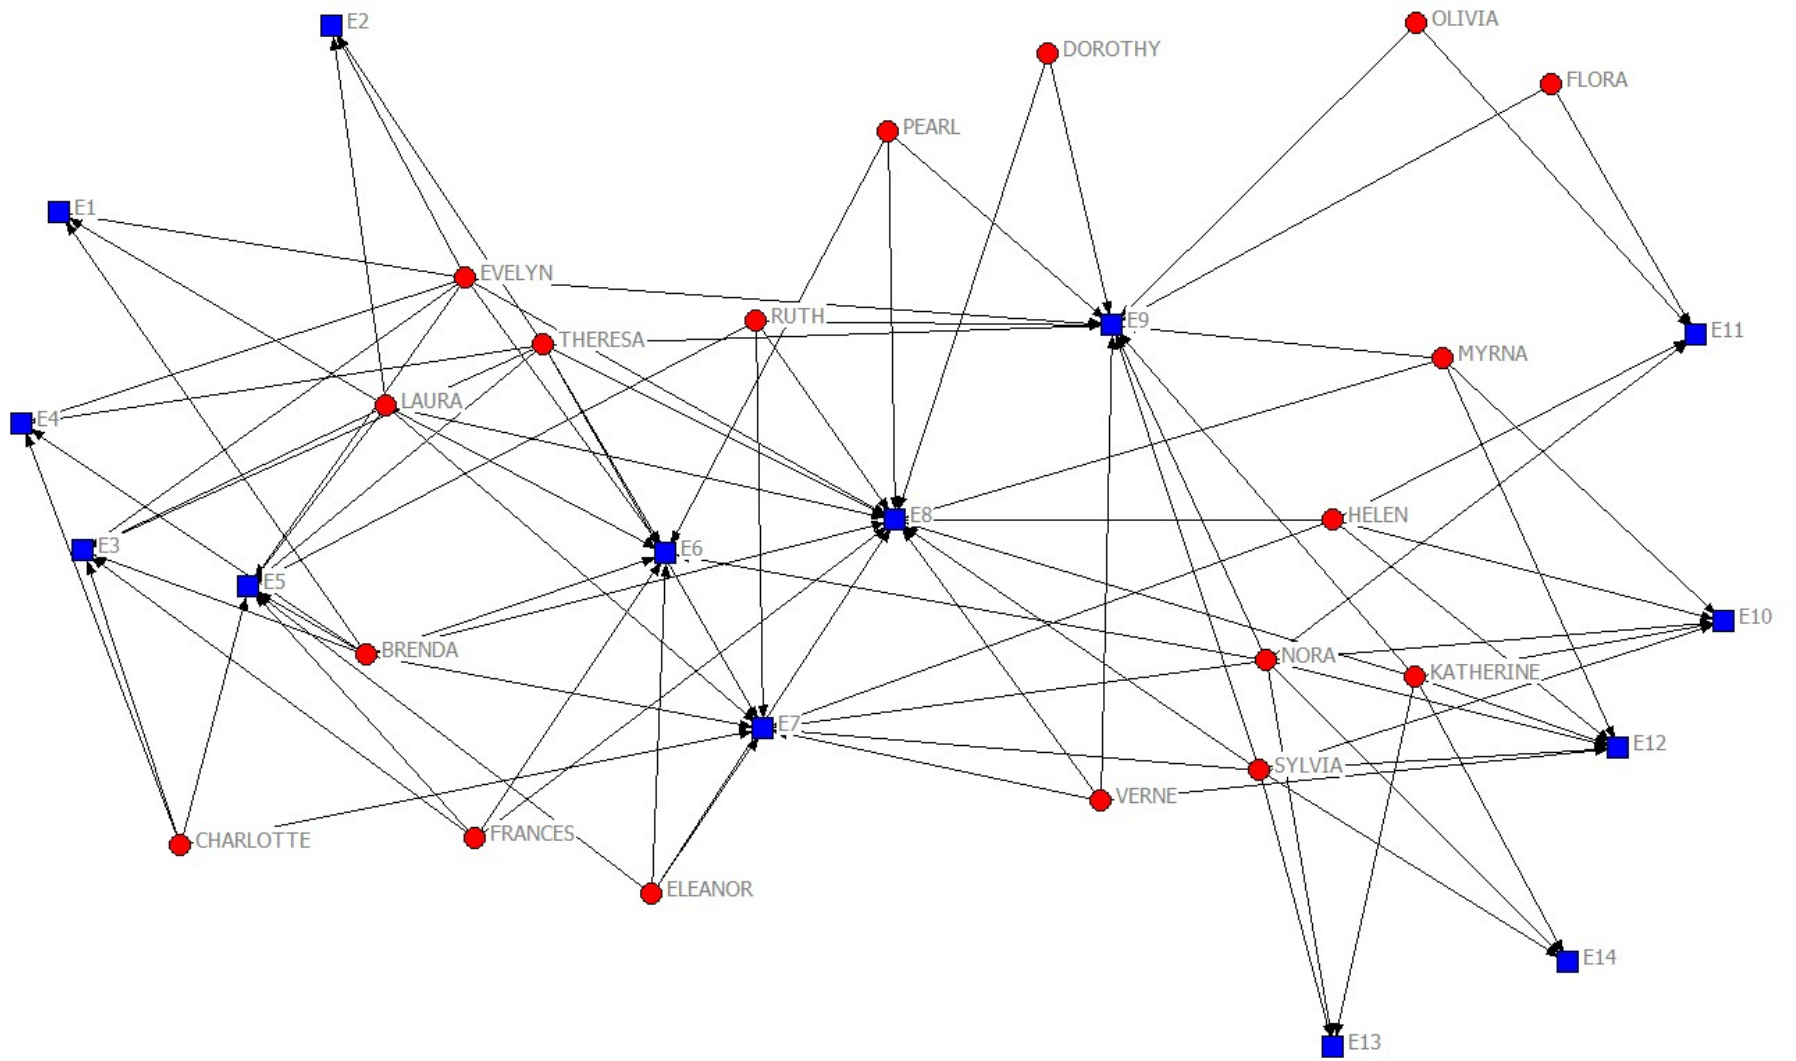 E2
OLIVIA
DOROTHY
FLORA
PEARL
E1
EVELYN
RUTH
E9
E11
THERESA
MYRNA
LAURA
E4
E8
HELEN
E3
E6
E5
E10
BRENDA
NORA
KATHERINE
E7
E12
SYLVIA
VERNE
FRANCES
CHARLOTTE
ELEANOR
E14
E13